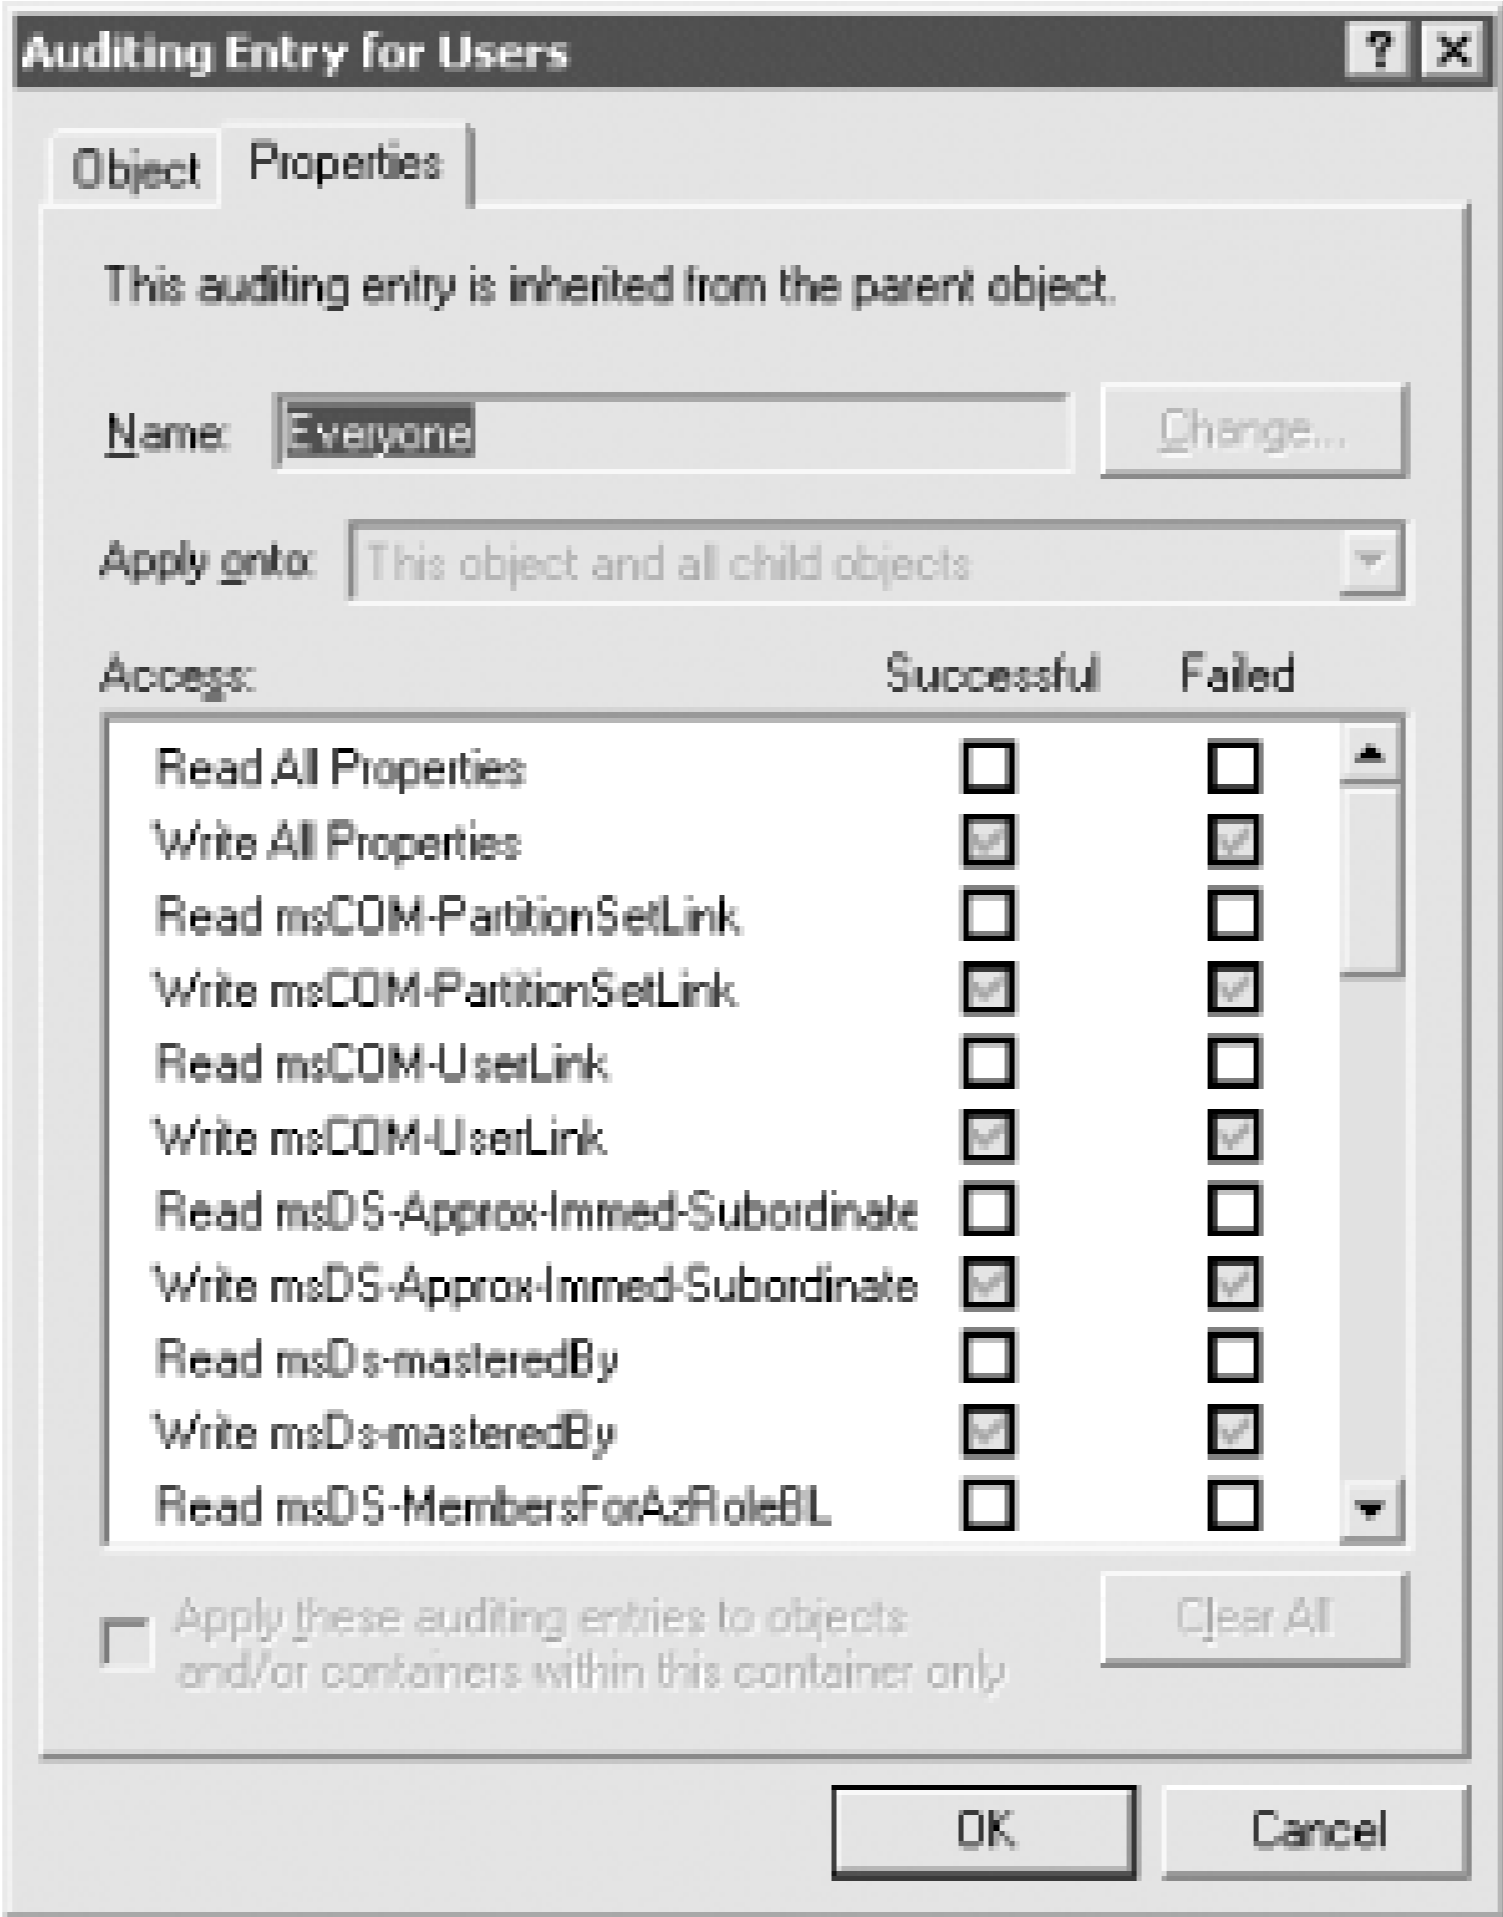 Auditing Entry for Users
Object Properties
This auditing entry is inherited from the parent object.
Name: Everyone Change...
Apply onto: This object and all child objects
Access: Successful Failed
Read All Properties
Write All Properties
Read msCOM-PartitionSetLink
Write msCOM-PartitionSetLink
Read msCOM-UserLink
Write msCOM-UserLink
Read msDS-Approx-Immed-Subordinate
Write msDS-Approx-Immed-Subordinate
Read msDs-masteredBy
Write msDs-masteredBy
Read msDS-MembersForAzRoleBL
Apply these auditing entries to objects
and/or containers within this container only
Clear All
OK Cancel